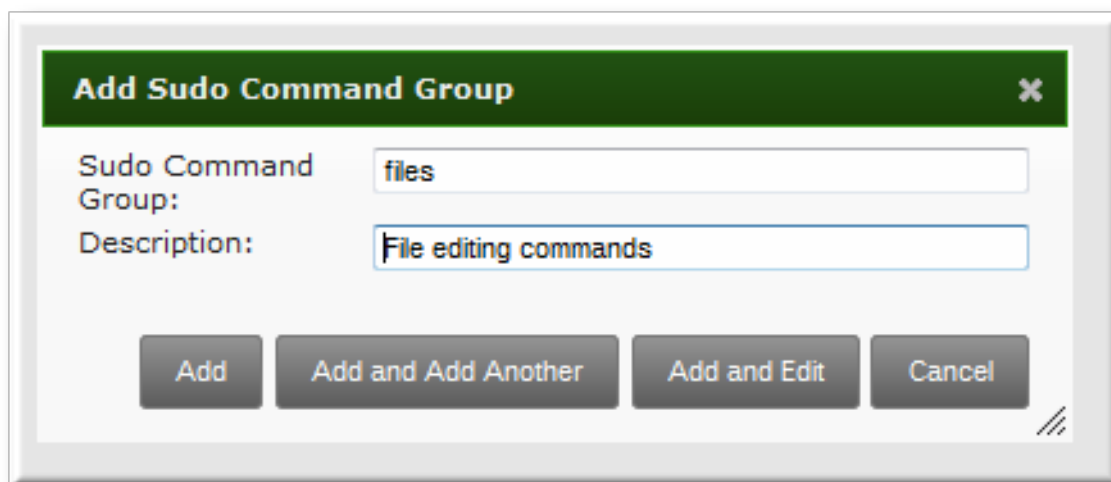 Add Sudo Command Group
Sudo Command
Group:
files
Description:
File editing commands
Add
Add and Add Another
Add and Edit
Cancel